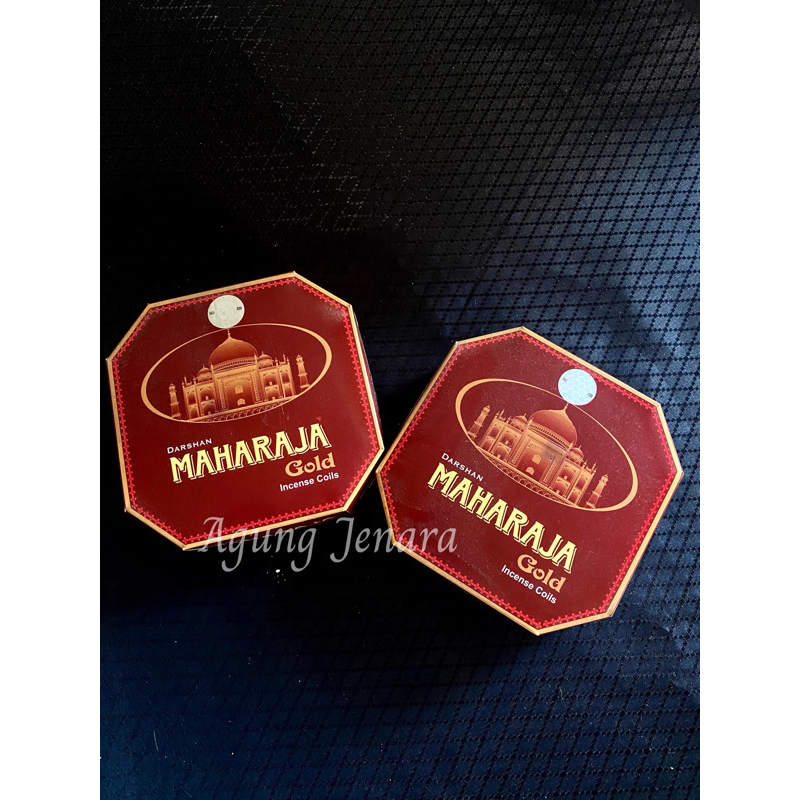 DARSHAN
MAHARAJA
Gold
Incense Coils
DARSHAN
MAHARAJA
Gold
Incense Coils
Agung Jenara